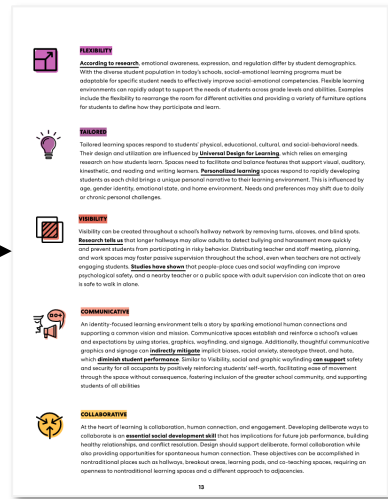 FLEXIBILITY
According to research, emotional awareness, expression, and regulation differ by student demographics.
With the diverse student population in today's schools, social-emotional learning programs must be
adaptable for specific student needs to effectively improve social-emotional competencies. Flexible learning
environments can rapidly adapt to support the needs of students across grade levels and abilities. Examples
include the flexibility to rearrange the room for different activities and providing a variety of furniture options
for students to define how they participate and learn.
TAILORED
Tailored learning spaces respond to students' physical, educational, cultural, and social-behavioral needs.
Their design and utilization are influenced by Universal Design for Learning, which relies on emerging
research on how students learn. Spaces need to facilitate and balance features that support visual, auditory,
kinesthetic, and reading and writing learners. Personalized learning spaces respond to rapidly developing
students as each child brings a unique personal narrative to their learning environment. This is influenced by
age, gender identity, emotional state, and home environment. Needs and preferences may shift due to daily
or chronic personal challenges.
VISIBILITY
Visibility can be created throughout a school's hallway network by removing turns, alcoves, and blind spots.
Research tells us that longer hallways may allow adults to detect bullying and harassment more quickly
and prevent students from participating in risky behavior. Distributing teacher and staff meeting, planning,
and work spaces may foster passive supervision throughout the school, even when teachers are not actively
engaging students. Studies have shown that people-place cues and social wayfinding can improve
psychological safety, and a nearby teacher or a public space with adult supervision can indicate that an area
is safe to walk in alone.
COMMUNICATIVE
An identity-focused learning environment tells a story by sparking emotional human connections and
supporting a common vision and mission. Communicative spaces establish and reinforce a school's values
and expectations by using stories, graphics, wayfinding, and signage. Additionally, thoughtful communicative
graphics and signage can indirectly mitigate implicit biases, racial anxiety, stereotype threat, and hate,
which diminish student performance. Similar to Visibility, social and graphic wayfinding can support safety
and security for all occupants by positively reinforcing students' self-worth, facilitating ease of movement
through the space without consequence, fostering inclusion of the greater school community, and supporting
students of all abilities
COLLABORATIVE
At the heart of learning is collaboration, human connection, and engagement. Developing deliberate ways to
collaborate is an essential social development skill that has implications for future job performance, building
healthy relationships, and conflict resolution. Design should support deliberate, formal collaboration while
also providing opportunities for spontaneous human connection. These objectives can be accomplished in
nontraditional places such as hallways, breakout areas, learning pods, and co-teaching spaces, requiring an
openness to nontraditional learning spaces and a different approach to adjacencies.
13